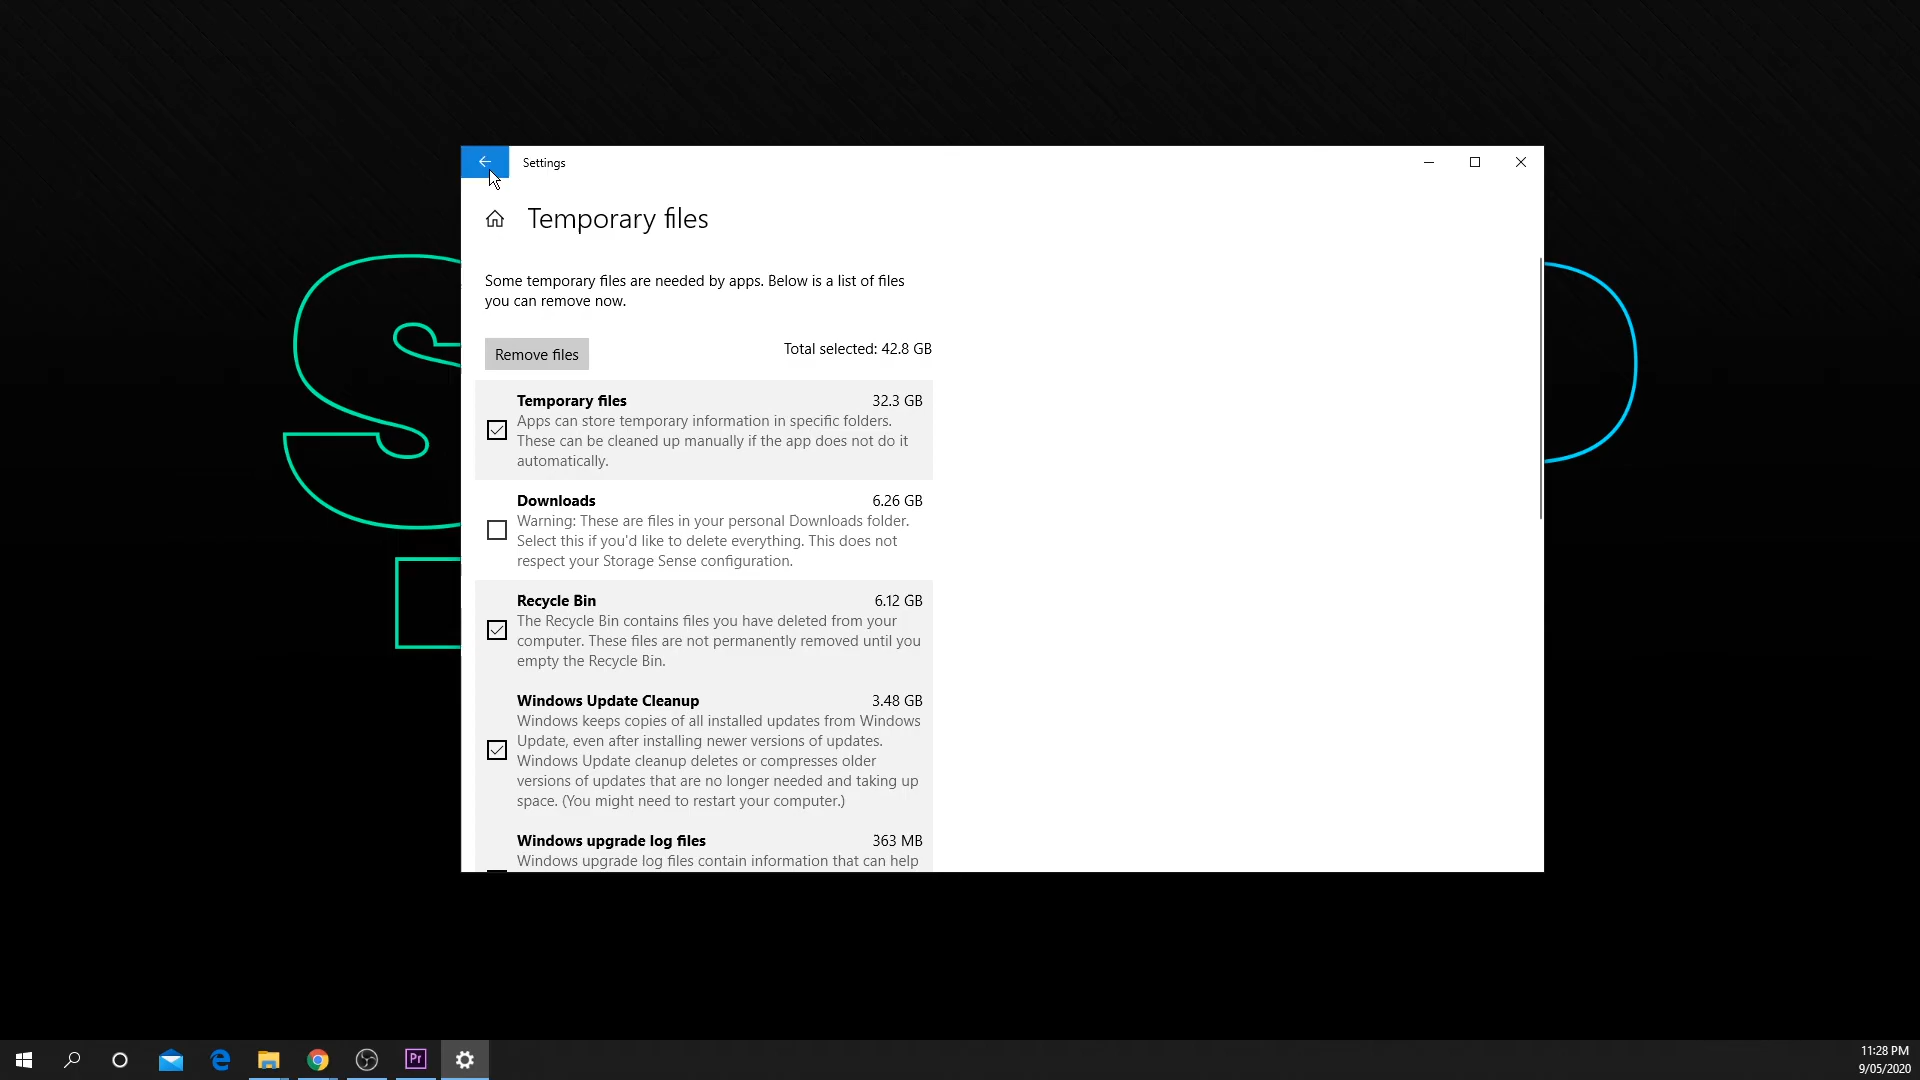 Settings
Temporary files
Some temporary files are needed by apps. Below is a list of files
you can remove now.
Remove files
Total selected: 42.8 GB
Temporary files 32.3 GB
Apps can store temporary information in specific folders.
These can be cleaned up manually if the app does not do it
automatically.
Downloads 6.26 GB
Warning: These are files in your personal Downloads folder.
Select this if you'd like to delete everything. This does not
respect your Storage Sense configuration.
Recycle Bin 6.12 GB
The Recycle Bin contains files you have deleted from your
computer. These files are not permanently removed until you
empty the Recycle Bin.
Windows Update Cleanup 3.48 GB
Windows keeps copies of all installed updates from Windows
Update, even after installing newer versions of updates.
Windows Update cleanup deletes or compresses older
versions of updates that are no longer needed and taking up
space. (You might need to restart your computer.)
Windows upgrade log files 363 MB
Windows upgrade log files contain information that can help
Pr
11:28 PM
9/05/2020